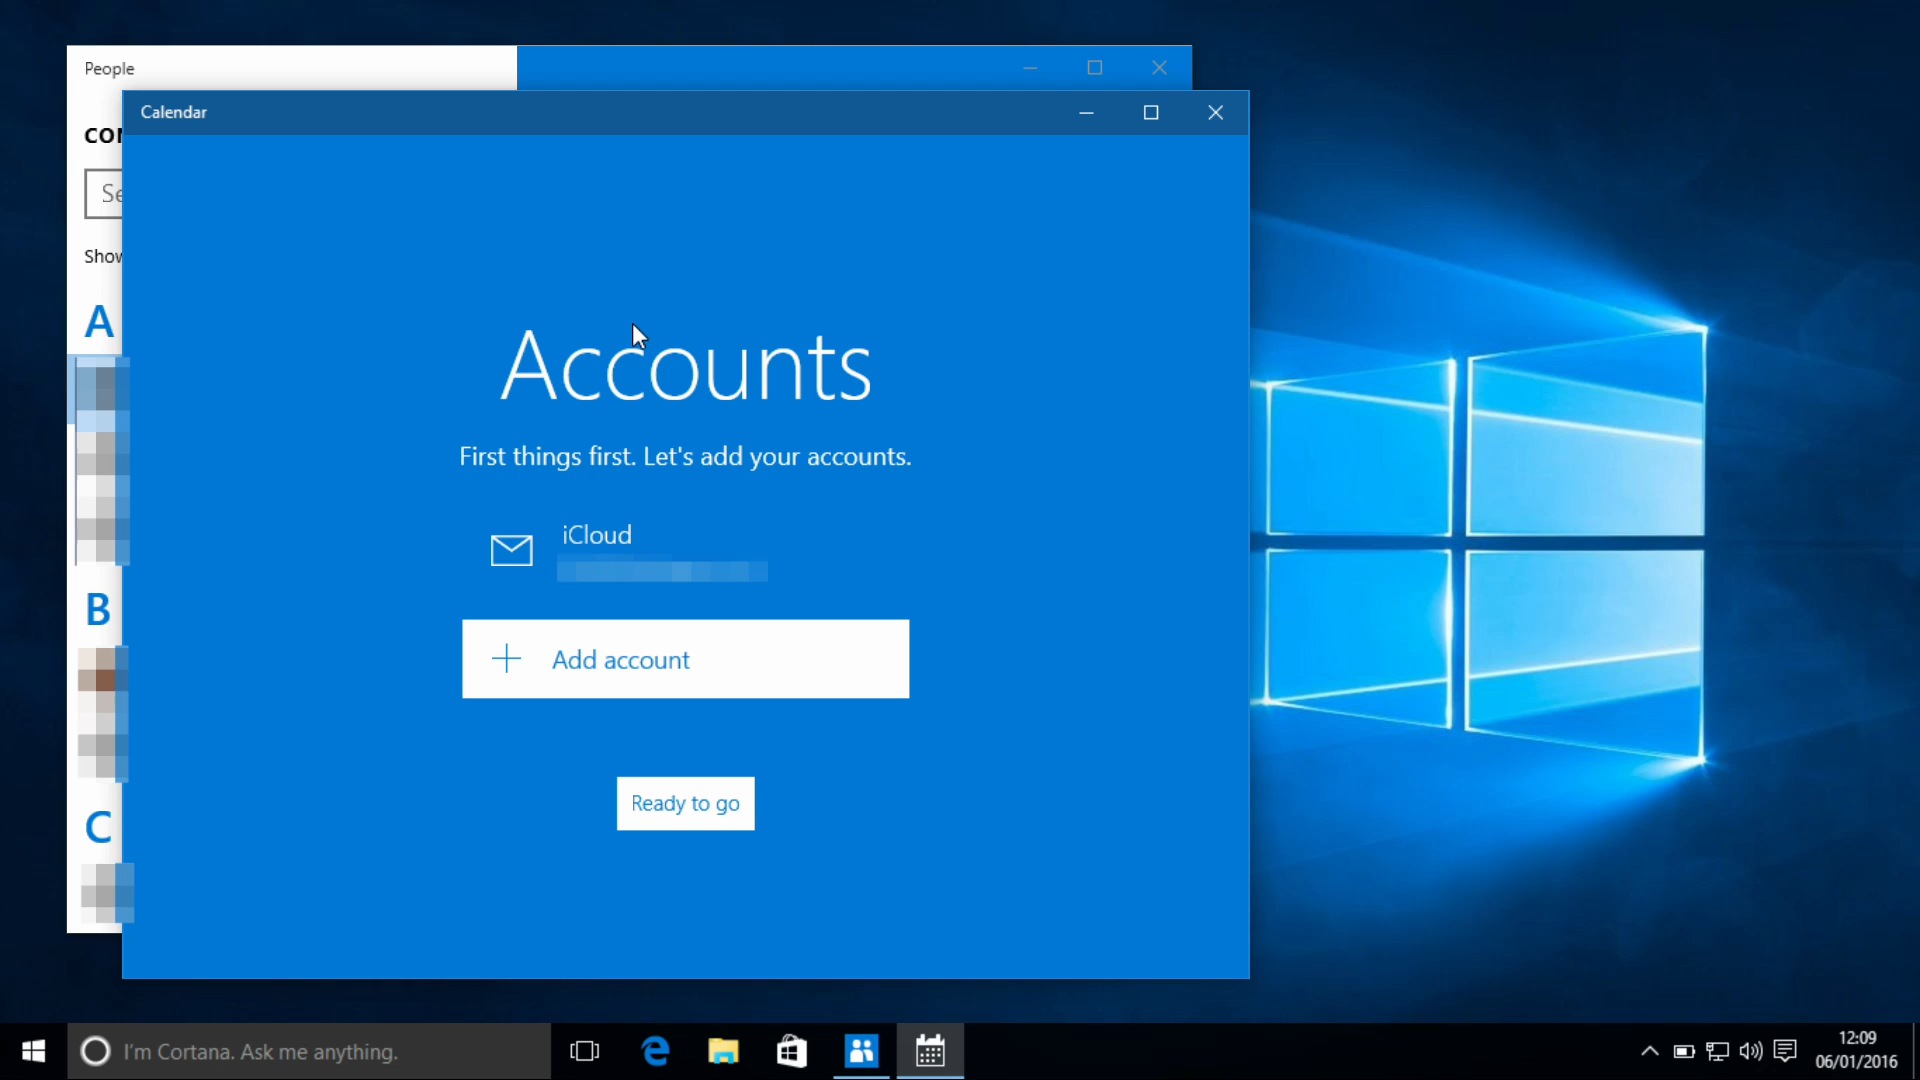 People
Calendar
Accounts
First things first. Let's add your accounts.
iCloud
Add account
Ready to go
Show
A
B
C
I'm Cortana. Ask me anything.
12:09
06/01/2016